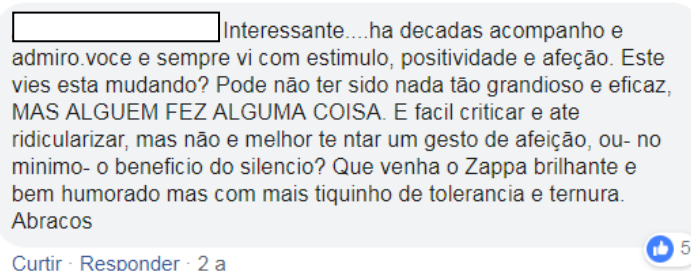 Interessante....ha decadas acompanho e
admiro.voce e sempre vi com estimulo, positividade e afeção. Este
vies esta mudando? Pode não ter sido nada tão grandioso e eficaz,
MAS ALGUEM FEZ ALGUMA COISA. E facil criticar e ate
ridicularizar, mas não e melhor te ntar um gesto de afeição, ou- no
minimo- o beneficio do silencio? Que venha o Zappa brilhante e
bem humorado mas com mais tiquinho de tolerancia e ternura.
Abracos
Curtir · Responder · 2 a
5